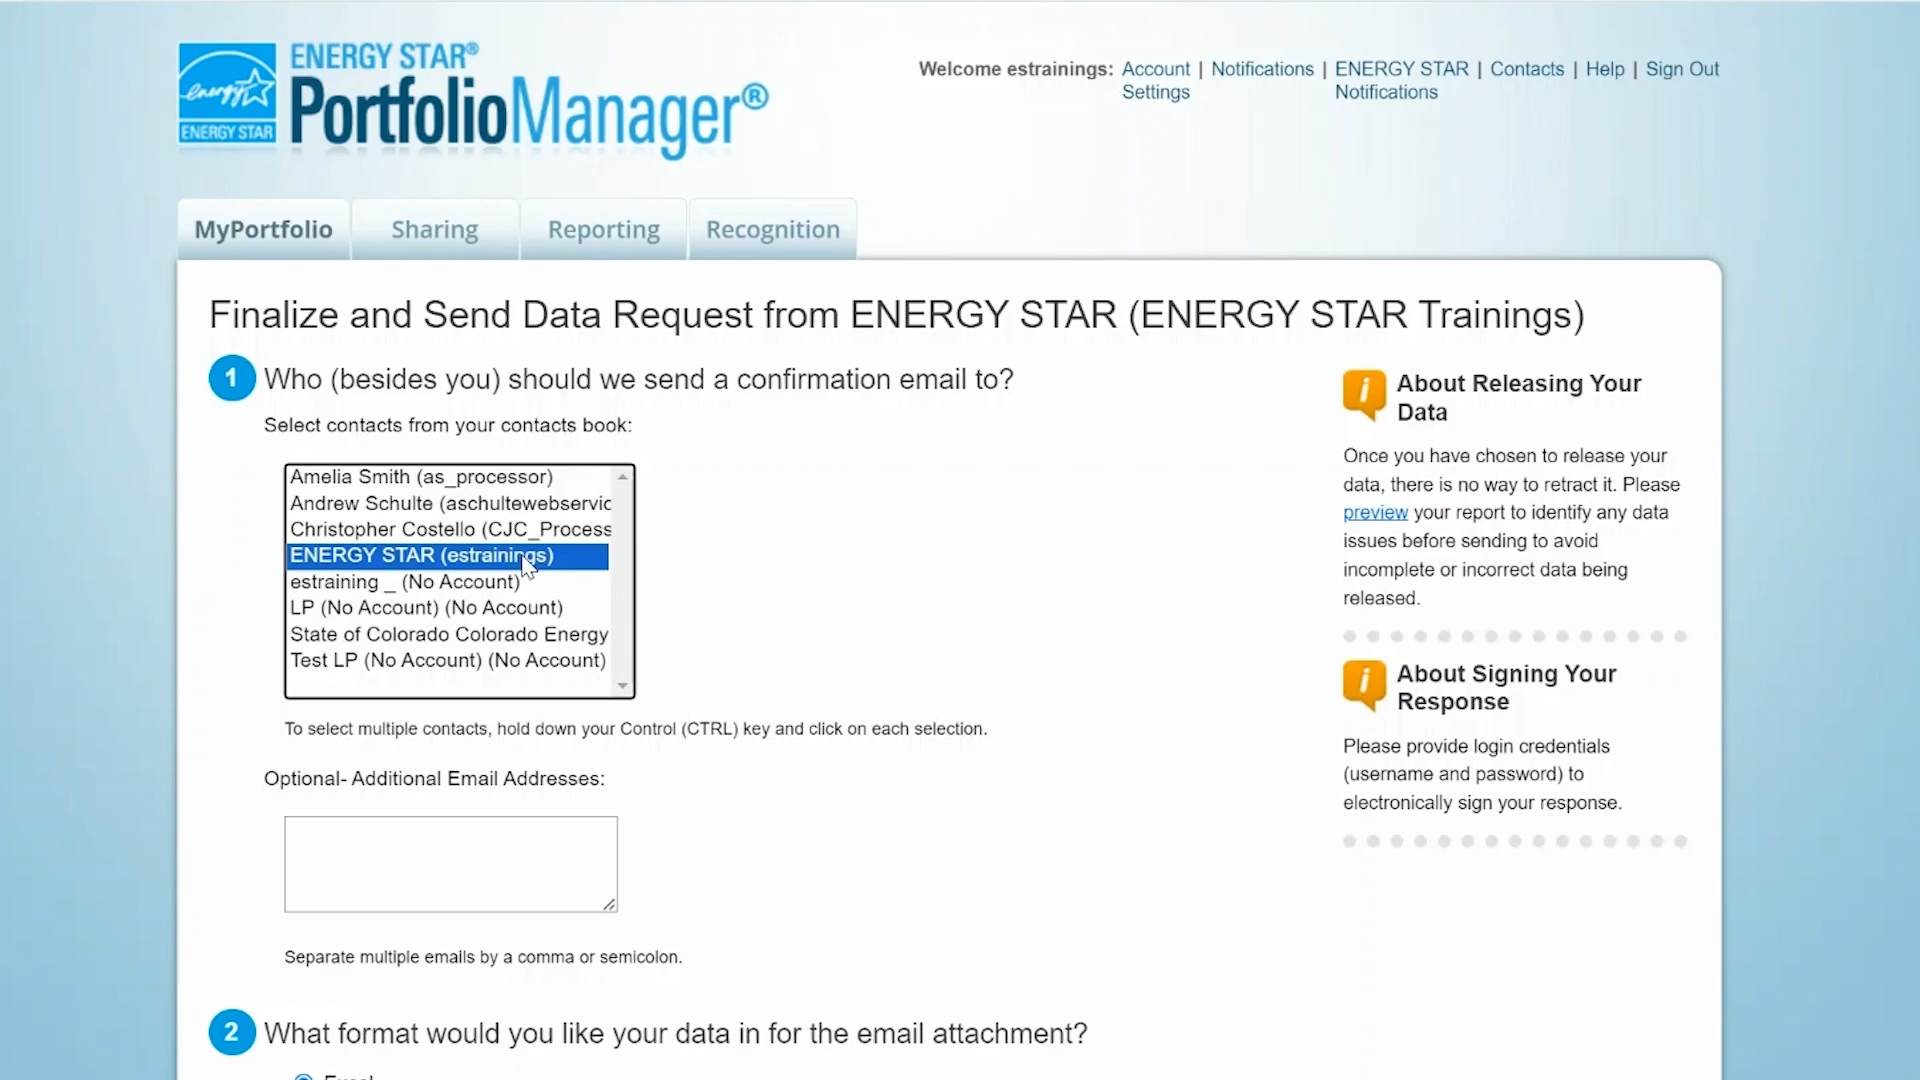 ENERGY STAR®
PortfolioManager®
energy
ENERGY STAR
Welcome estrainings: Account Settings | Notifications | ENERGY STAR Notifications | Contacts | Help | Sign Out
MyPortfolio Sharing Reporting Recognition
Finalize and Send Data Request from ENERGY STAR (ENERGY STAR Trainings)
1 Who (besides you) should we send a confirmation email to?
Select contacts from your contacts book:
Amelia Smith (as_processor)
Andrew Schulte (aschultewebservic
Christopher Costello (CJC_Process
ENERGY STAR (estrainings)
estraining _ (No Account)
LP (No Account) (No Account)
State of Colorado Colorado Energy
Test LP (No Account) (No Account)
To select multiple contacts, hold down your Control (CTRL) key and click on each selection.
Optional- Additional Email Addresses:
Separate multiple emails by a comma or semicolon.
2 What format would you like your data in for the email attachment?
Excel
About Releasing Your
Data
Once you have chosen to release your
data, there is no way to retract it. Please
preview your report to identify any data
issues before sending to avoid
incomplete or incorrect data being
released.
About Signing Your
Response
Please provide login credentials
(username and password) to
electronically sign your response.